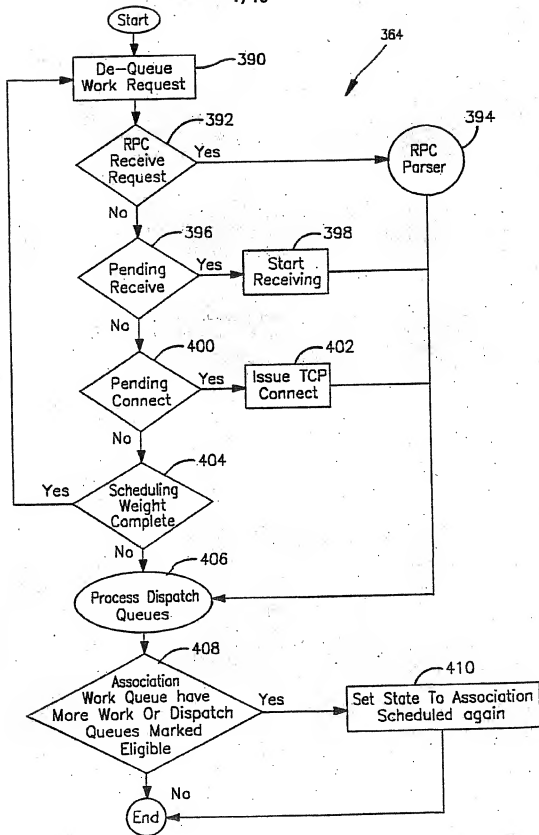 Start
364
De-Queue
Work Request
390
392
RPC
Receive
Request
Yes
394
RPC
Parser
No
396
Pending
Receive
Yes
398
Start
Receiving
No
400
Pending
Connect
Yes
402
Issue TCP
Connect
No
404
Yes
Scheduling
Weight
Complete
No
406
Process Dispatch
Queues
408
Association
Work Queue have
More Work Or Dispatch
Queues Marked
Eligible
Yes
410
Set State To Association
Scheduled again
No
End